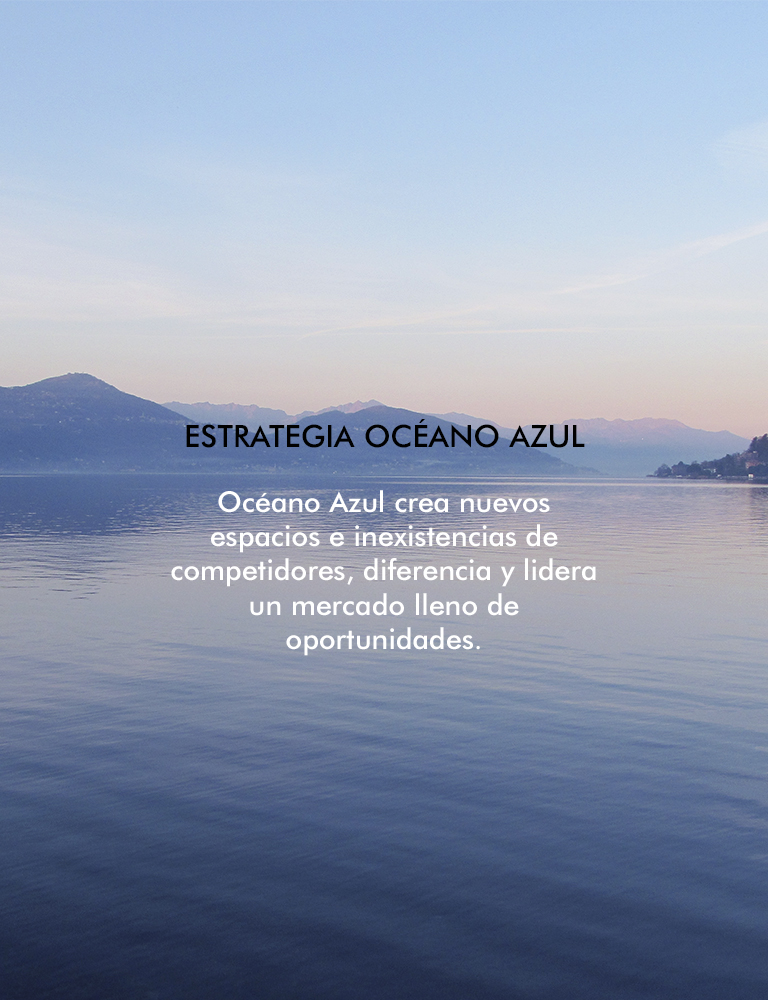 ESTRATEGIA OCÉANO AZUL
Océano Azul crea nuevos
espacios e inexistencias de
competidores, diferencia y lidera
un mercado lleno de
oportunidades.